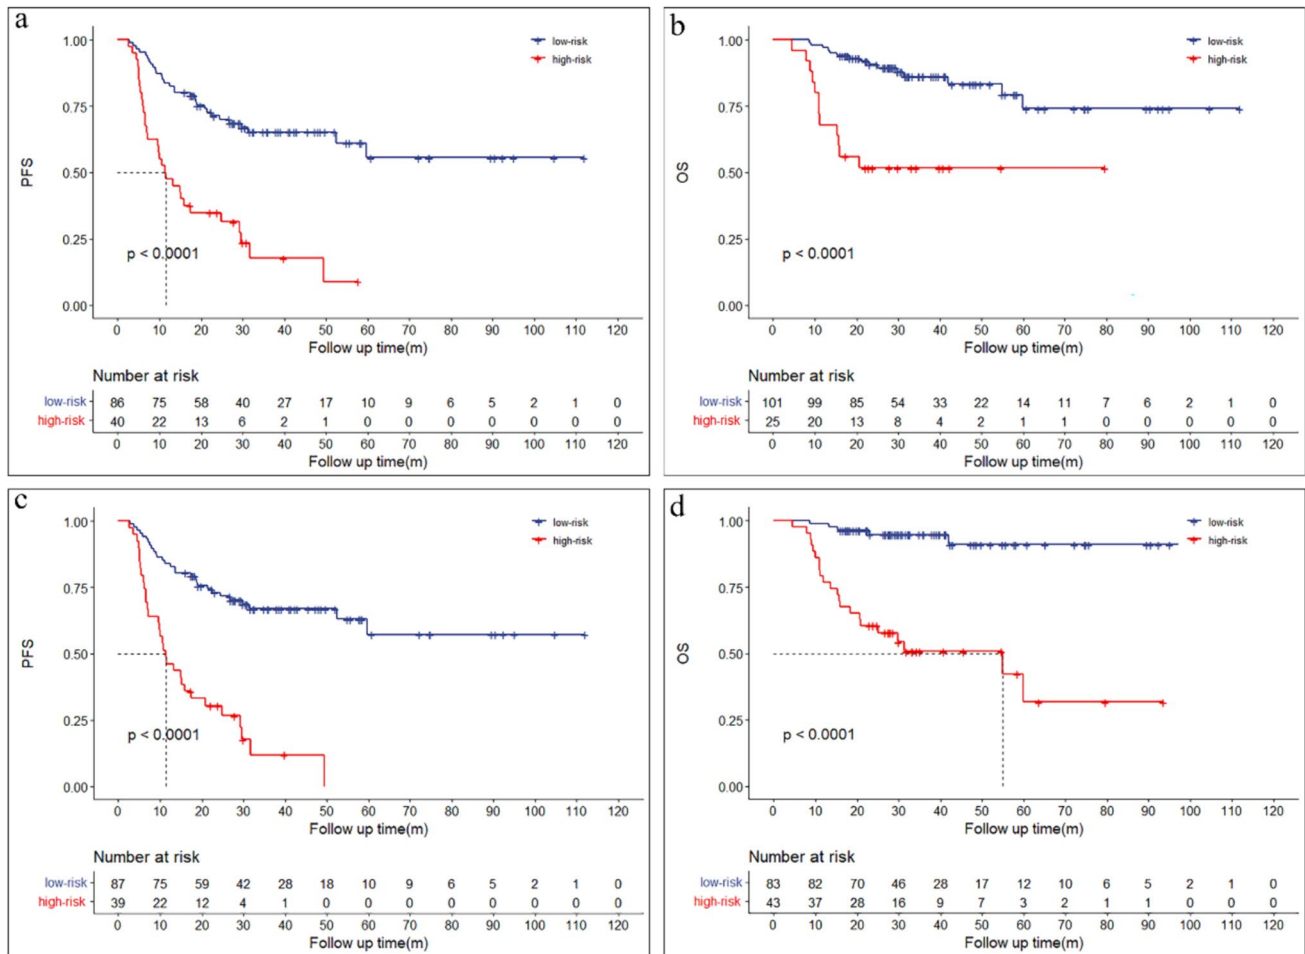 a
1.00
low-risk
high-risk
0.75
PFS
0.50
0.25
p < 0.0001
0.00
0 10 20 30 40 50 60 70 80 90 100 110 120
Follow up time(m)
Number at risk
low-risk 86 75 58 40 27 17 10 9 6 5 2 1 0
high-risk 40 22 13 6 2 1 0 0 0 0 0 0 0
0 10 20 30 40 50 60 70 80 90 100 110 120
Follow up time(m)
b
1.00
low-risk
high-risk
0.75
OS
0.50
0.25
p < 0.0001
0.00
0 10 20 30 40 50 60 70 80 90 100 110 120
Follow up time(m)
Number at risk
low-risk 101 99 85 54 33 22 14 11 7 6 2 1 0
high-risk 25 20 13 8 4 2 1 1 0 0 0 0 0
0 10 20 30 40 50 60 70 80 90 100 110 120
Follow up time(m)
c
1.00
low-risk
high-risk
0.75
PFS
0.50
0.25
p < 0.0001
0.00
0 10 20 30 40 50 60 70 80 90 100 110 120
Follow up time(m)
Number at risk
low-risk 87 75 59 42 28 18 10 9 6 5 2 1 0
high-risk 39 22 12 4 1 0 0 0 0 0 0 0 0
0 10 20 30 40 50 60 70 80 90 100 110 120
Follow up time(m)
d
1.00
low-risk
high-risk
0.75
OS
0.50
0.25
p < 0.0001
0.00
0 10 20 30 40 50 60 70 80 90 100 110 120
Follow up time(m)
Number at risk
low-risk 83 82 70 46 28 17 12 10 6 5 2 1 0
high-risk 43 37 28 16 9 7 3 2 1 1 0 0 0
0 10 20 30 40 50 60 70 80 90 100 110 120
Follow up time(m)